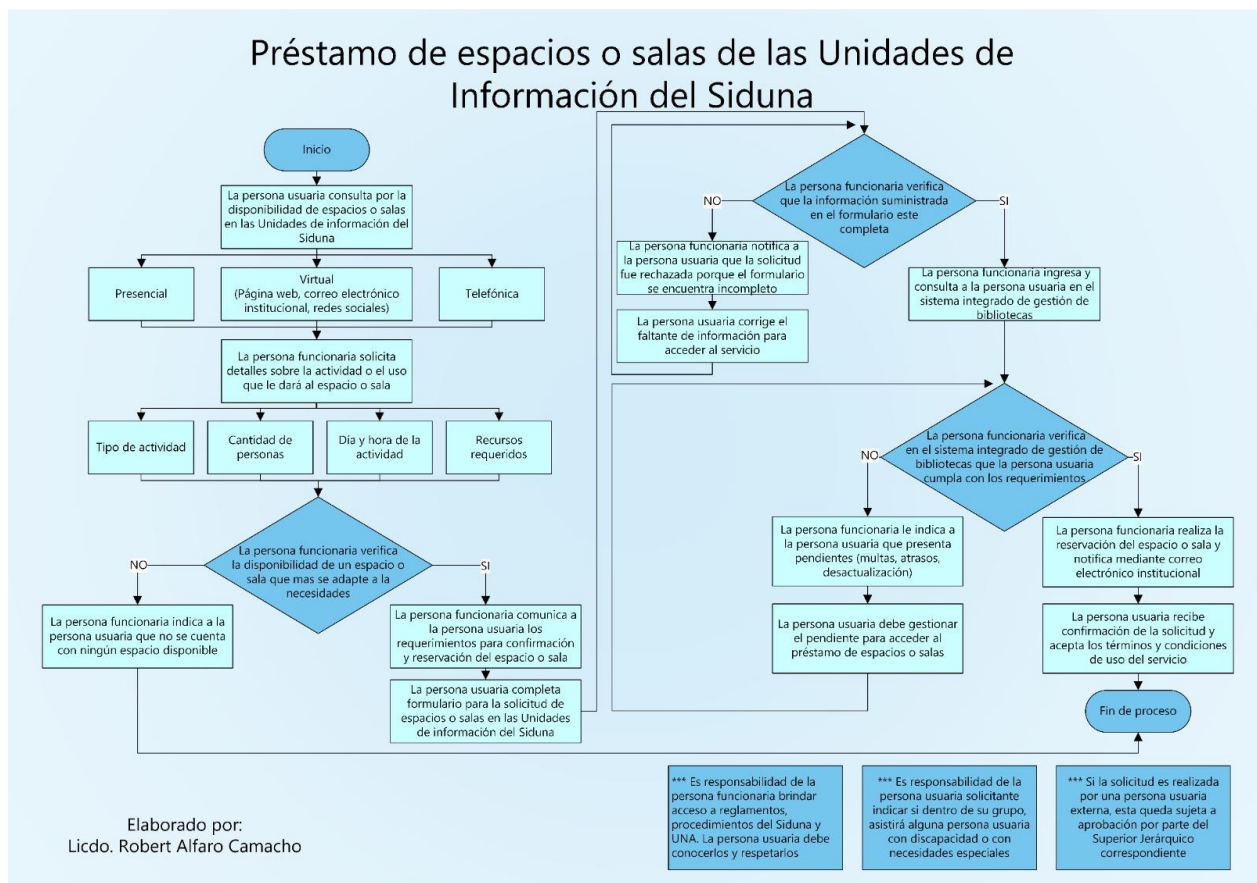 Préstamo de espacios o salas de las Unidades de
Información del Siduna
Inicio
La persona usuaria consulta por la
disponibilidad de espacios o salas
en las Unidades de información del
Siduna
Presencial
Virtual
(Página web, correo electrónico
institucional, redes sociales)
Telefónica
La persona funcionaria solicita
detalles sobre la actividad o el uso
que le dará al espacio o sala
Tipo de actividad
Cantidad de
personas
Día y hora de la
actividad
Recursos
requeridos
La persona funcionaria verifica
la disponibilidad de un espacio o
sala que mas se adapte a la
necesidades
NO
SI
La persona funcionaria indica a la
persona usuaria que no se cuenta
con ningún espacio disponible
La persona funcionaria comunica a
la persona usuaria los
requerimientos para confirmación
y reservación del espacio o sala
La persona usuaria completa
formulario para la solicitud de
espacios o salas en las Unidades
de información del Siduna
La persona funcionaria verifica
que la información suministrada
en el formulario este
completa
NO
SI
La persona funcionaria notifica a
la persona usuaria que la solicitud
fue rechazada porque el formulario
se encuentra incompleto
La persona usuaria corrige el
faltante de información para
acceder al servicio
La persona funcionaria ingresa y
consulta a la persona usuaria en el
sistema integrado de gestión de
bibliotecas
La persona funcionaria verifica
en el sistema integrado de gestión de
bibliotecas que la persona usuaria
cumpla con los requerimientos
NO
SI
La persona funcionaria le indica a
la persona usuaria que presenta
pendientes (multas, atrasos,
desactualización)
La persona usuaria debe gestionar
el pendiente para acceder al
préstamo de espacios o salas
La persona funcionaria realiza la
reservación del espacio o sala y
notifica mediante correo
electrónico institucional
La persona usuaria recibe
confirmación de la solicitud y
acepta los términos y condiciones
de uso del servicio
Fin de proceso
*** Es responsabilidad de la
persona funcionaria brindar
acceso a reglamentos,
procedimientos del Siduna y
UNA. La persona usuaria debe
conocerlos y respetarlos
*** Es responsabilidad de la
persona usuaria solicitante
indicar si dentro de su grupo,
asistirá alguna persona usuaria
con discapacidad o con
necesidades especiales
*** Si la solicitud es realizada
por una persona usuaria
externa, esta queda sujeta a
aprobación por parte del
Superior Jerárquico
correspondiente
Elaborado por:
Licdo. Robert Alfaro Camacho